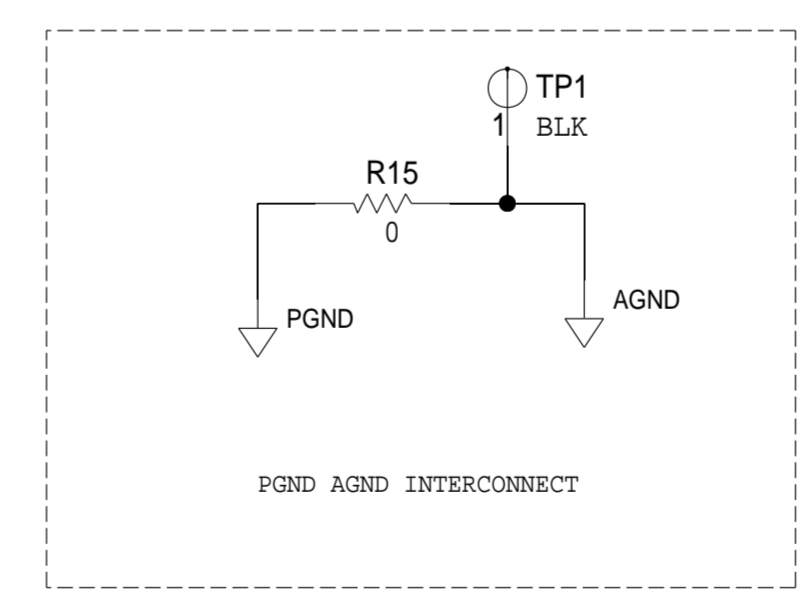 TP1
1 BLK
R15
0
PGND
AGND
PGND AGND INTERCONNECT